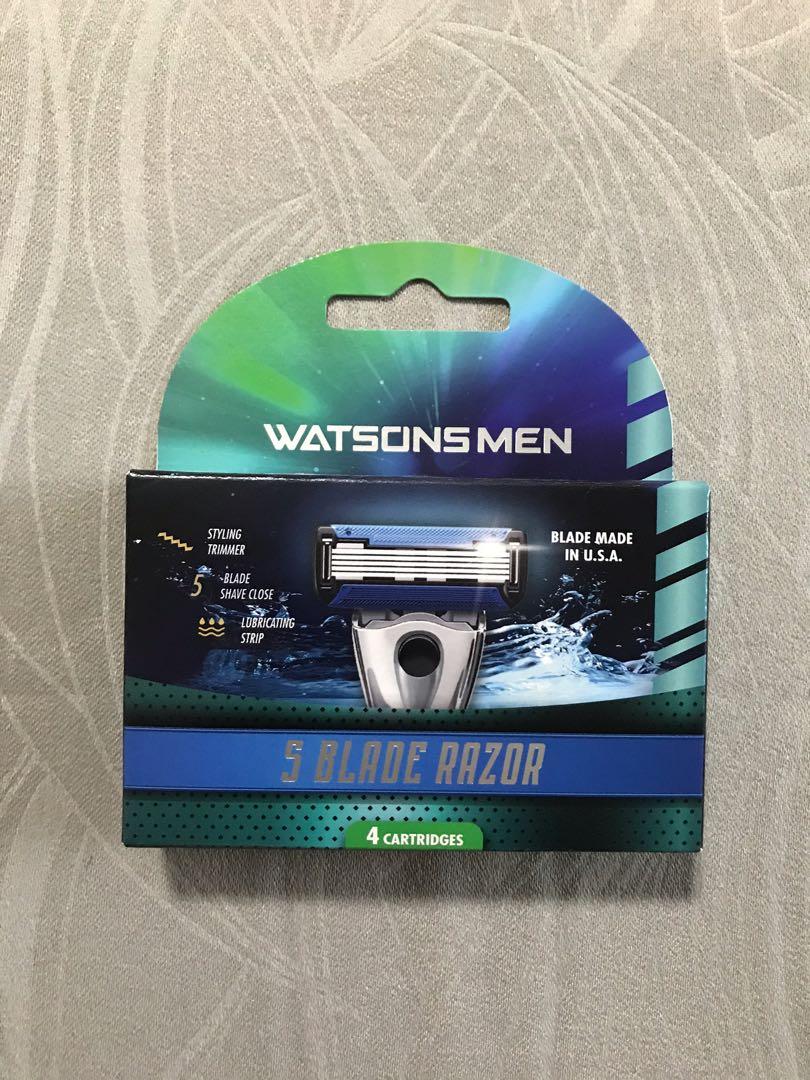 WATSONS MEN
STYLING
TRIMMER
BLADE MADE
IN U.S.A.
5 BLADE
SHAVE CLOSE
LUBRICATING
STRIP
5 BLADE RAZOR
4 CARTRIDGES